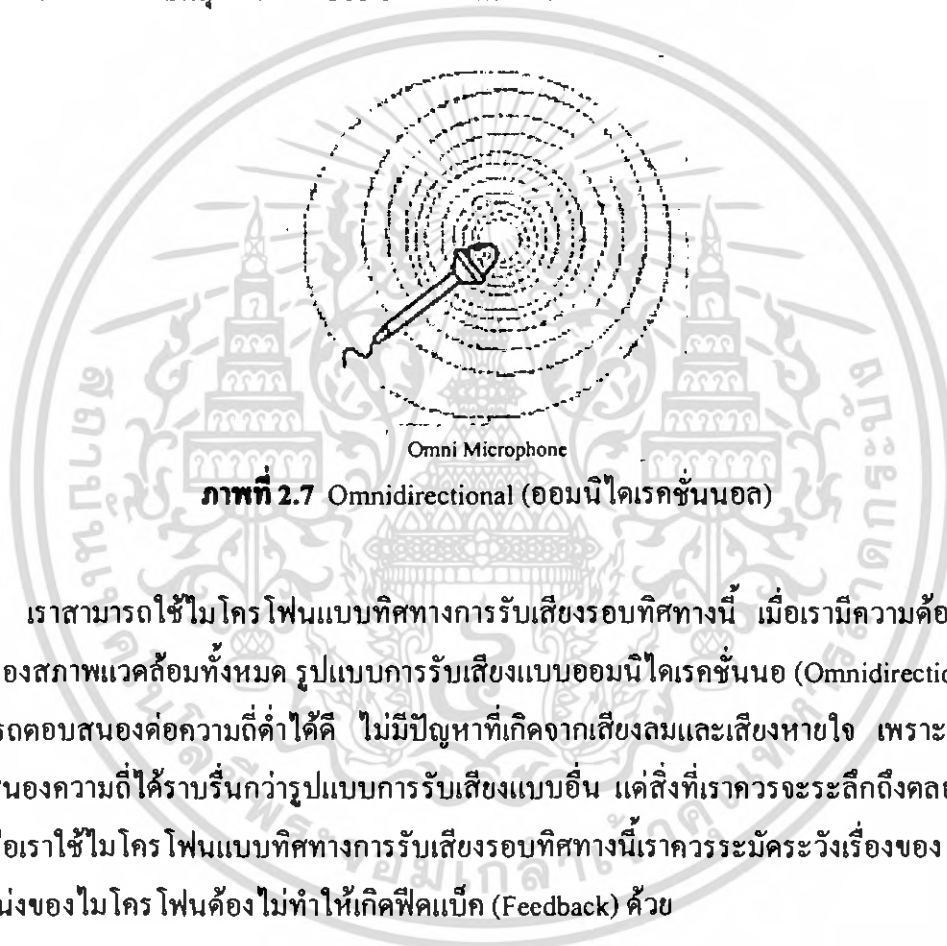 Omni Microphone
ภาพที่ 2.7 Omnidirectional (ออมนิไดเรคชั่นนอล)
เราสามารถใช้ไมโครโฟนแบบทิศทางการรับเสียงรอบทิศทางนี้ เมื่อเรามีความต้อ
องสภาพแวดล้อมทั้งหมด รูปแบบการรับเสียงแบบออมนิไดเรคชั่นนอ (Omnidirectio
รถตอบสนองต่อความถี่ต่ำได้ดี ไม่มีปัญหาที่เกิดจากเสียงลมและเสียงหายใจ เพราะ
สนองความถี่ได้ราบรื่นกว่ารูปแบบการรับเสียงแบบอื่น แต่สิ่งที่เราควรจะระลึกถึงตลอ
อเราใช้ไมโครโฟนแบบทิศทางการรับเสียงรอบทิศทางนี้เราควรระมัดระวังเรื่องของ
น่งของไมโครโฟนต้องไม่ทำให้เกิดฟีดแบ็ค (Feedback) ด้วย